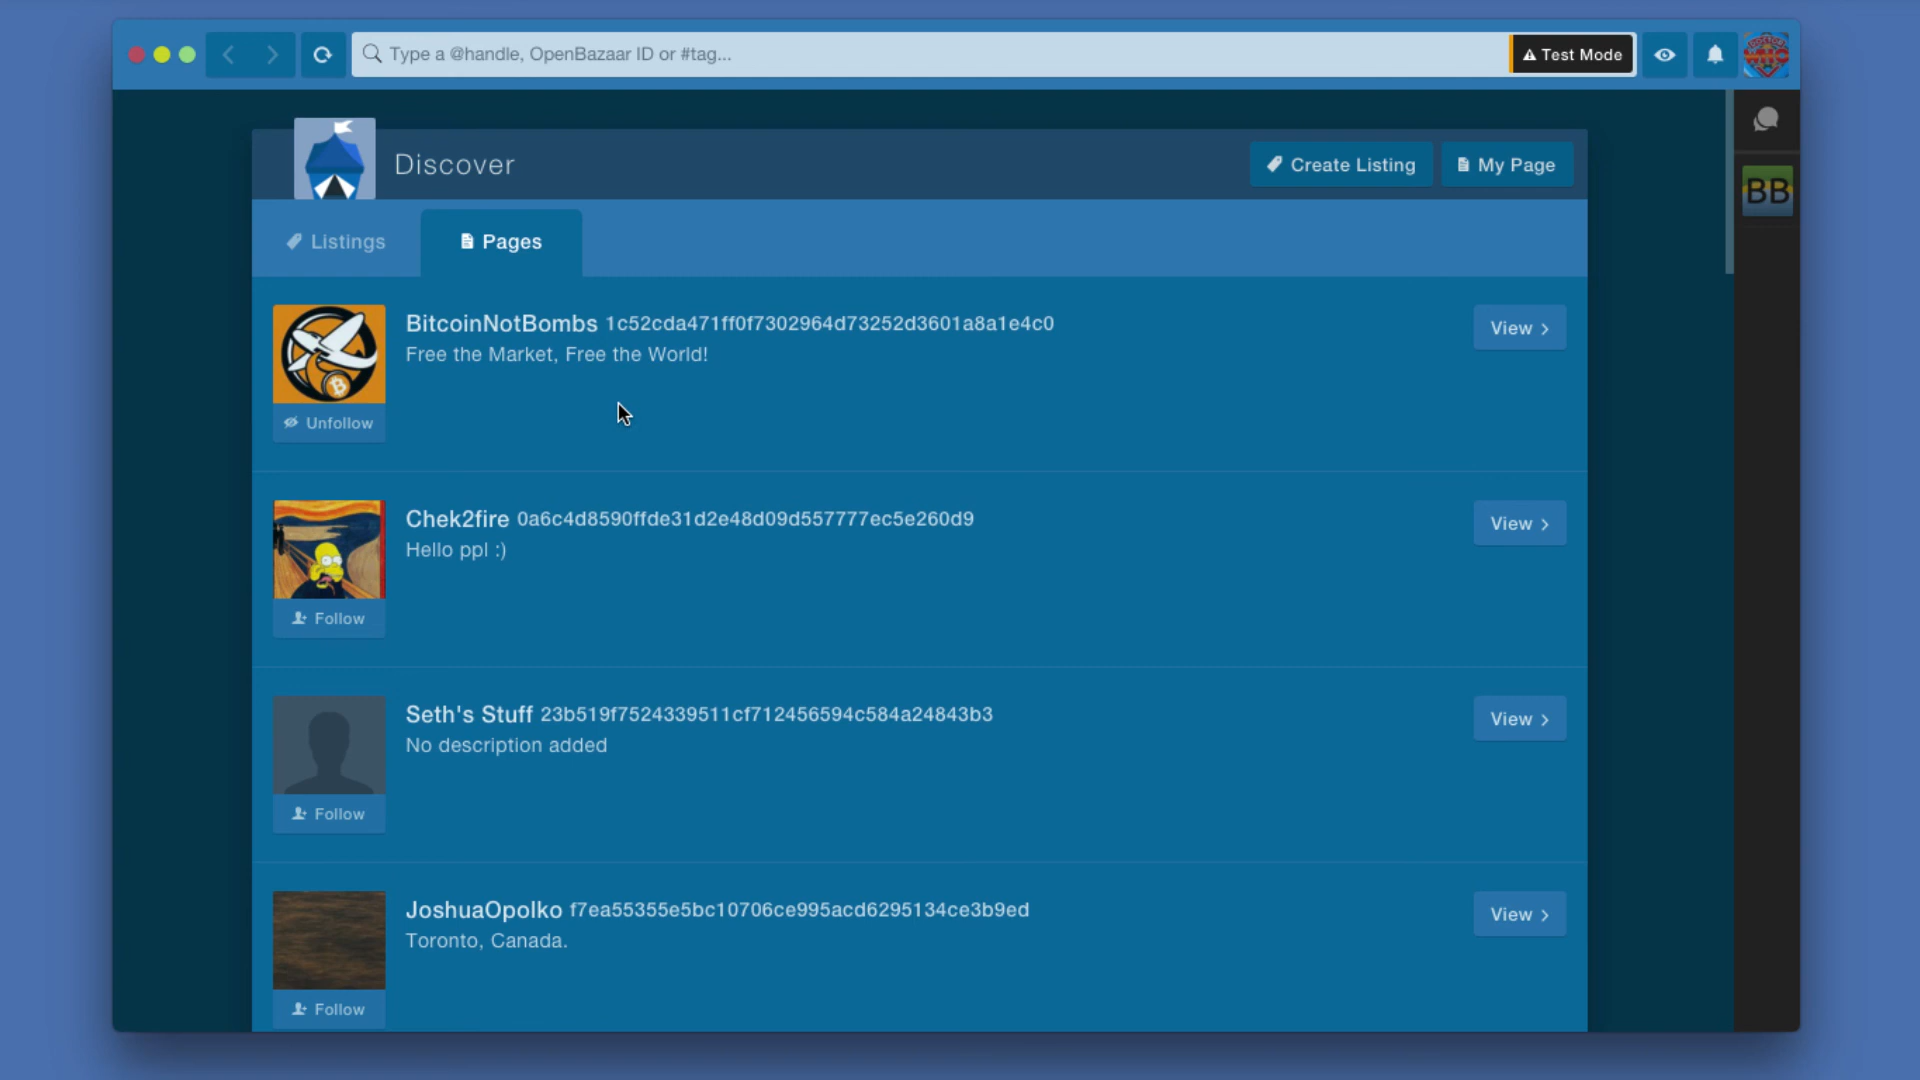 Type a @handle, OpenBazaar ID or #tag...
Test Mode
Discover
Create Listing
My Page
BB
Listings
Pages
BitcoinNotBombs 1c52cda471ff0f7302964d73252d3601a8a1e4c0
Free the Market, Free the World!
View
Unfollow
Chek2fire 0a6c4d8590ffde31d2e48d09d557777ec5e260d9
Hello ppl :)
View
Follow
Seth's Stuff 23b519f7524339511cf712456594c584a24843b3
No description added
View
Follow
JoshuaOpolko f7ea55355e5bc10706ce995acd6295134ce3b9ed
Toronto, Canada.
View
Follow